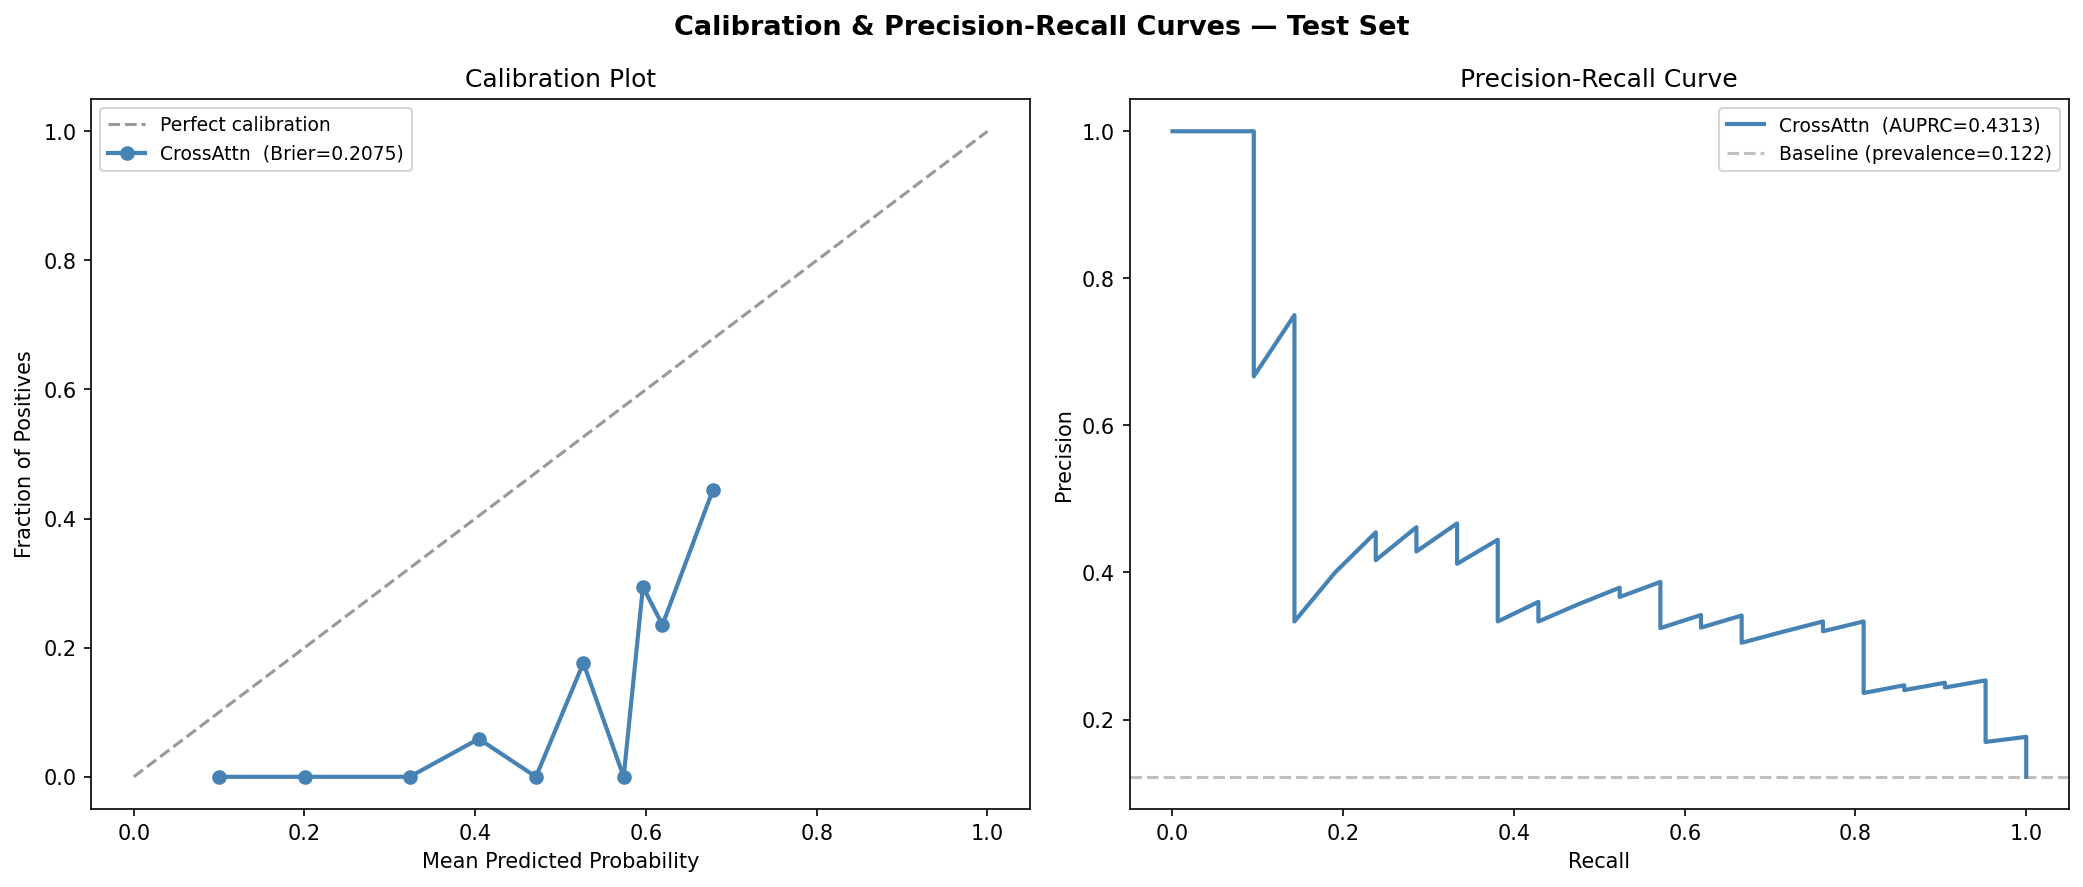 Calibration & Precision-Recall Curves — Test Set
Calibration Plot
Perfect calibration
CrossAttn (Brier=0.2075)
1.0
0.8
0.6
0.4
0.2
0.0
Fraction of Positives
0.0 0.2 0.4 0.6 0.8 1.0
Mean Predicted Probability
Precision-Recall Curve
CrossAttn (AUPRC=0.4313)
Baseline (prevalence=0.122)
1.0
0.8
0.6
0.4
0.2
Precision
0.0 0.2 0.4 0.6 0.8 1.0
Recall